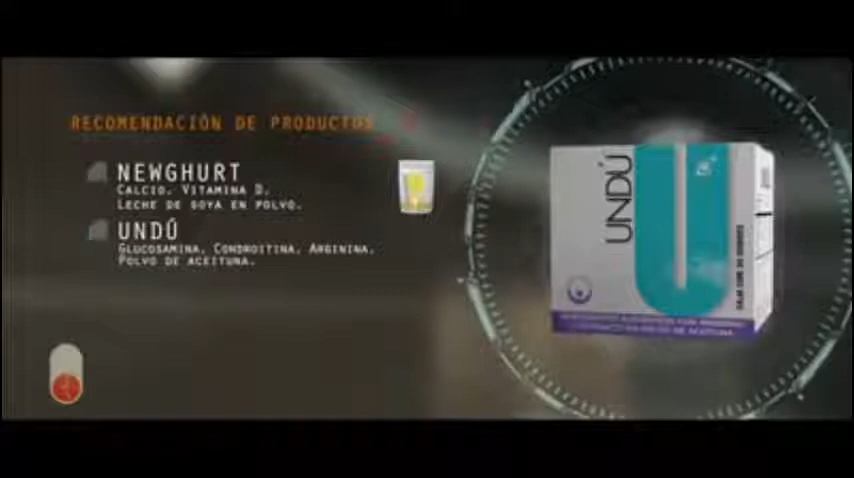 RECOMENDACIÓN DE PRODUCTOS
NEWGHURT
CALCIO. VITAMINA D.
LECHE DE SOYA EN POLVO.
UNDÚ
GLUCOSAMINA. CONDROITINA. ARGININA.
POLVO DE ACEITUNA.
UNDÚ